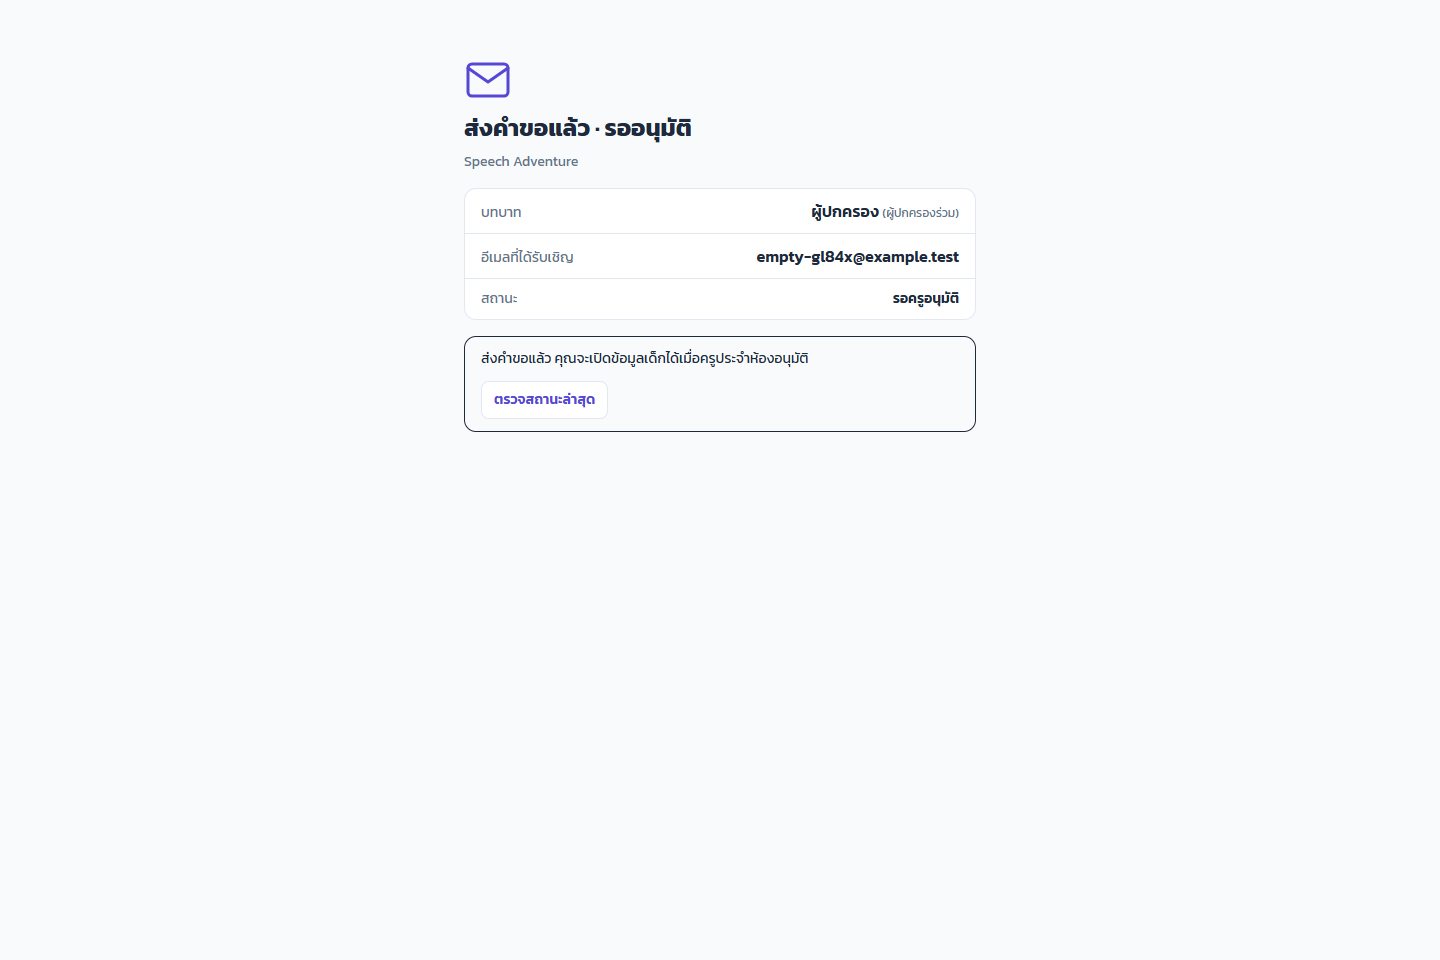 ส่งคำขอแล้ว · รออนุมัติ
Speech Adventure
บทบาท ผู้ปกครอง (ผู้ปกครองร่วม)
อีเมลที่ได้รับเชิญ empty-gl84x@example.test
สถานะ รอครูอนุมัติ
ส่งคำขอแล้ว คุณจะเปิดข้อมูลเด็กได้เมื่อครูประจำห้องอนุมัติ
ตรวจสถานะล่าสุด